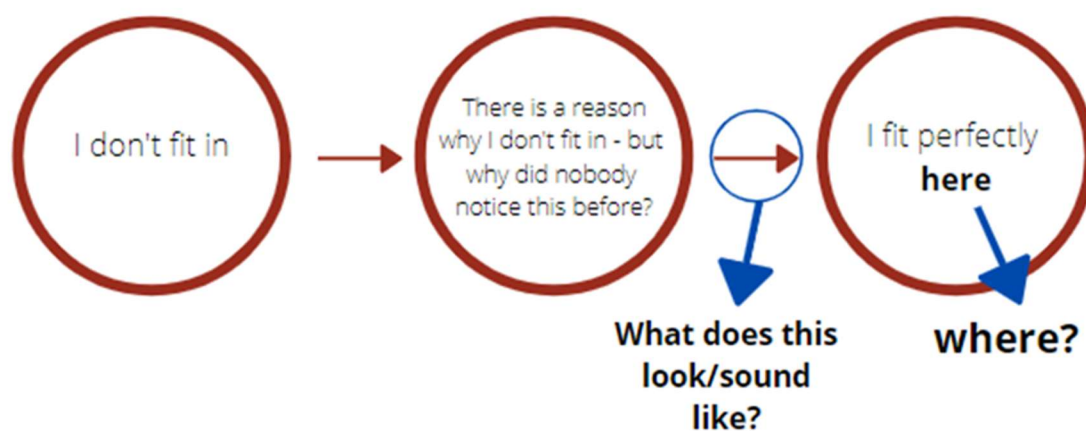 I don't fit in
There is a reason
why I don't fit in - but
why did nobody
notice this before?
I fit perfectly
here
What does this
look/sound
like?
where?